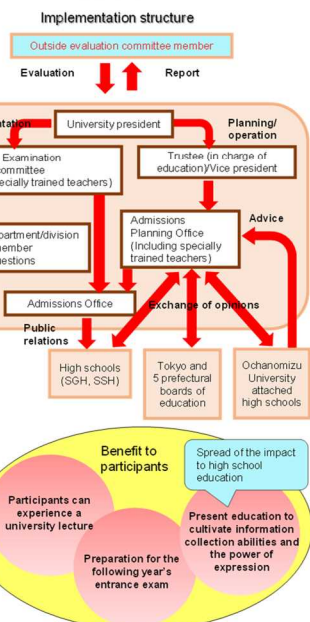 Implementation structure
Outside evaluation committee member
Evaluation
Report
University president
Planning/
operation
Examination
Trustee (in charge of
education)/Vice president
teachers)
Admissions
Planning Office
(Including specially
trained teachers)
Advice
Admissions Office
Exchange of opinions
Public
relations
High schools
(SGH, SSH)
Tokyo and
5 prefectural
boards of
education
Ochanomizu
University
attached
high schools
Benefit to
participants
Spread of the impact
to high school
education
Participants can
experience a
university lecture
Present education to
cultivate information
collection abilities and
the power of
expression
Preparation for the
following year's
entrance exam